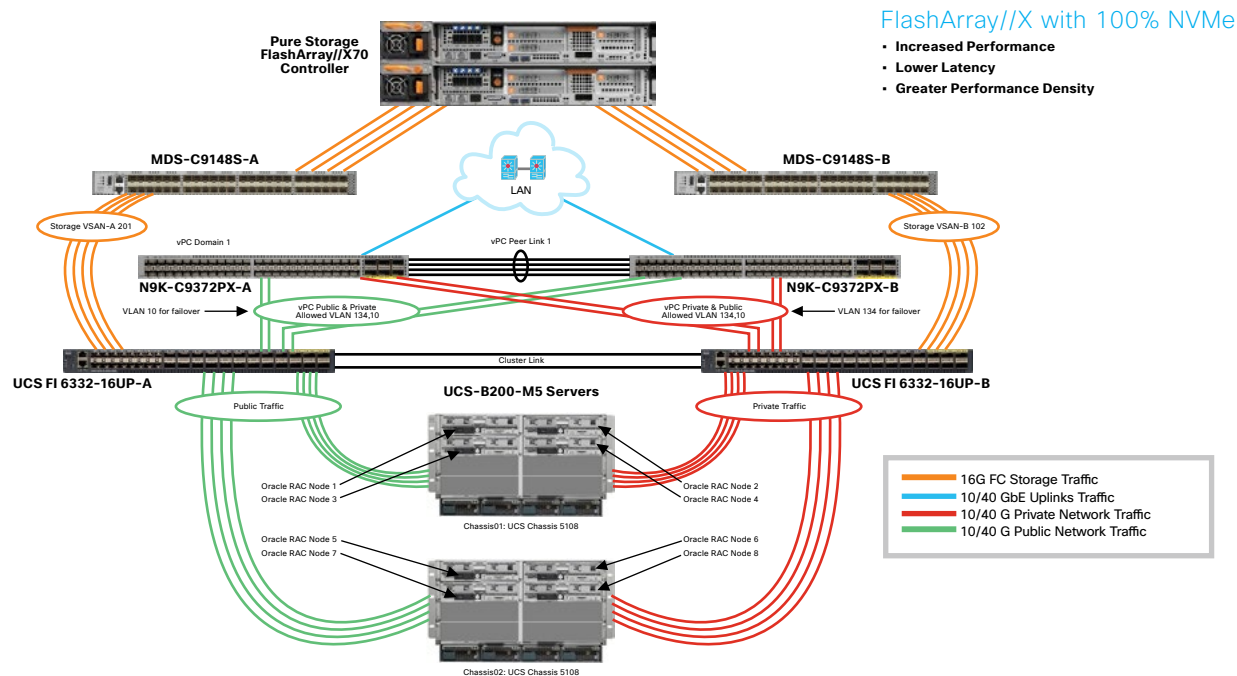 FlashArray//X with 100% NVMe
▪ Increased Performance
▪ Lower Latency
▪ Greater Performance Density
Pure Storage
FlashArray//X70
Controller
MDS-C9148S-A
MDS-C9148S-B
LAN
Storage VSAN-A 201
Storage VSAN-B 102
vPC Domain 1
vPC Peer Link 1
N9K-C9372PX-A
N9K-C9372PX-B
VLAN 10 for failover
vPC Public & Private
Allowed VLAN 134,10
vPC Private & Public
Allowed VLAN 134,10
VLAN 134 for failover
Cluster Link
UCS FI 6332-16UP-A
UCS FI 6332-16UP-B
UCS-B200-M5 Servers
Public Traffic
Private Traffic
Oracle RAC Node 1
Oracle RAC Node 3
Oracle RAC Node 2
Oracle RAC Node 4
Chassis01: UCS Chassis 5108
16G FC Storage Traffic
10/40 GbE Uplinks Traffic
10/40 G Private Network Traffic
10/40 G Public Network Traffic
Oracle RAC Node 5
Oracle RAC Node 7
Oracle RAC Node 6
Oracle RAC Node 8
Chassis02: UCS Chassis 5108